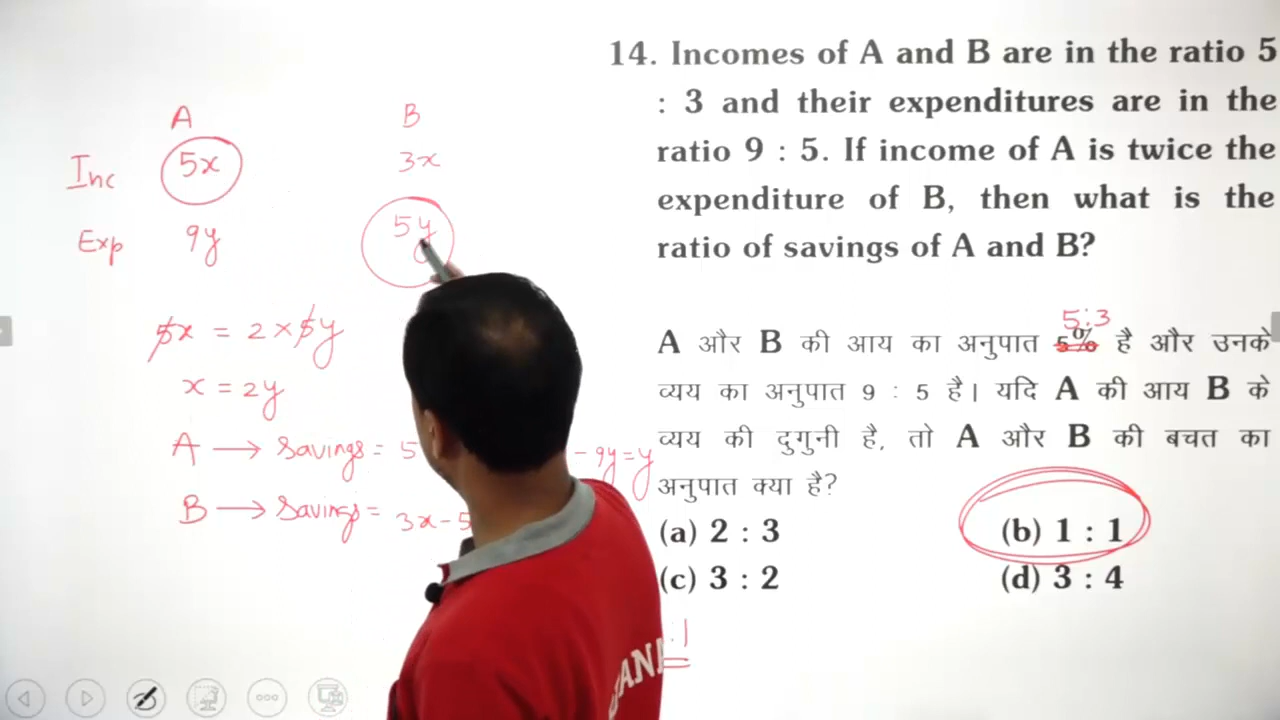 14. Incomes of A and B are in the ratio 5
: 3 and their expenditures are in the
ratio 9 : 5. If income of A is twice the
expenditure of B, then what is the
ratio of savings of A and B?
5:3
A और B की आय का अनुपात 5% है और उनके
व्यय का अनुपात 9 : 5 है। यदि A की आय B के
व्यय की दुगुनी है, तो A और B की बचत का
अनुपात क्या है?
(a) 2 : 3 (b) 1 : 1
(c) 3 : 2 (d) 3 : 4
A B
Inc 5x 3x
Exp 9y 5y
5x = 2 × 5y
x = 2y
A → Savings = 5 - 9y = y
B → Savings = 3x - 5
: 1